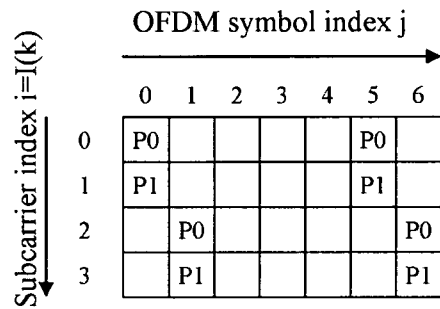 OFDM symbol index j
Subcarrier index i=I(k)
0 1 2 3 4 5 6
0 P0 P0
1 P1 P1
2 P0 P0
3 P1 P1